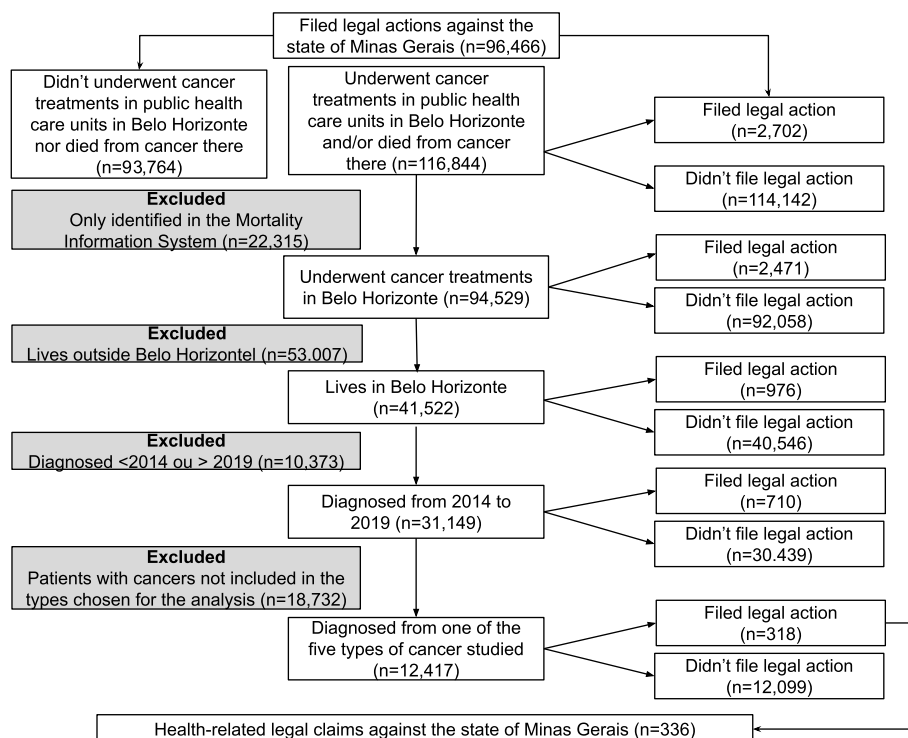 Filed legal actions against the
state of Minas Gerais (n=96,466)
Didn't underwent cancer
treatments in public health
care units in Belo Horizonte
nor died from cancer there
(n=93,764)
Underwent cancer
treatments in public health
care units in Belo Horizonte
and/or died from cancer
there (n=116,844)
Filed legal action
(n=2,702)
Didn't file legal action
(n=114,142)
Excluded
Only identified in the Mortality
Information System (n=22,315)
Underwent cancer treatments
in Belo Horizonte (n=94,529)
Filed legal action
(n=2,471)
Didn't file legal action
(n=92,058)
Excluded
Lives outside Belo Horizontel (n=53.007)
Lives in Belo Horizonte
(n=41,522)
Filed legal action
(n=976)
Didn't file legal action
(n=40,546)
Excluded
Diagnosed <2014 ou > 2019 (n=10,373)
Diagnosed from 2014 to
2019 (n=31,149)
Filed legal action
(n=710)
Didn't file legal action
(n=30.439)
Excluded
Patients with cancers not included in the
types chosen for the analysis (n=18,732)
Diagnosed from one of the
five types of cancer studied
(n=12,417)
Filed legal action
(n=318)
Didn't file legal action
(n=12,099)
Health-related legal claims against the state of Minas Gerais (n=336)